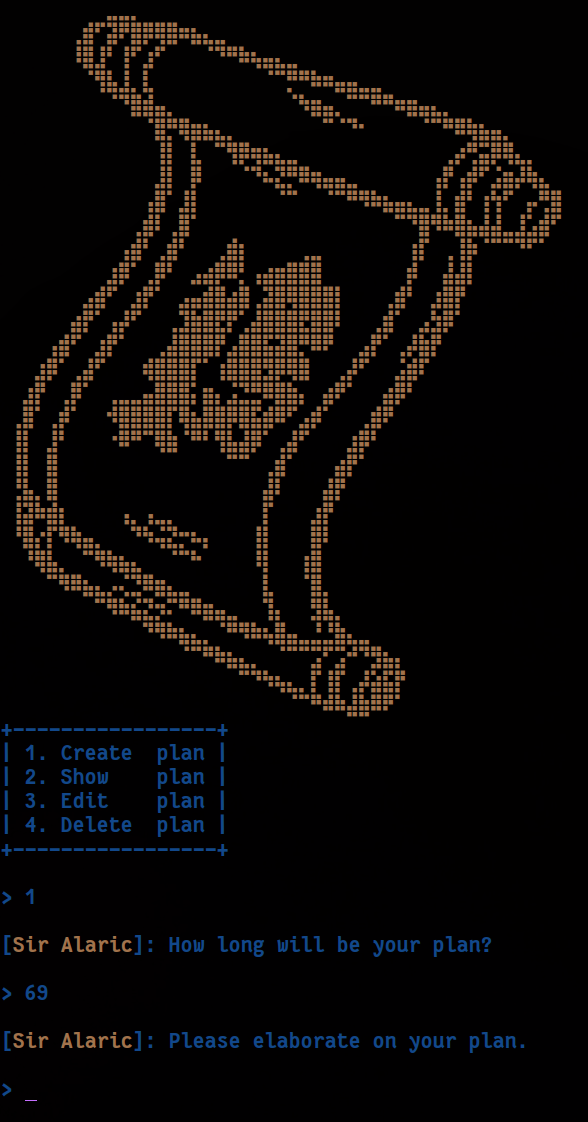 +-----------------+
| 1. Create  plan |
| 2. Show    plan |
| 3. Edit    plan |
| 4. Delete  plan |
+-----------------+
> 1
[Sir Alaric]: How long will be your plan?
> 69
[Sir Alaric]: Please elaborate on your plan.
> _